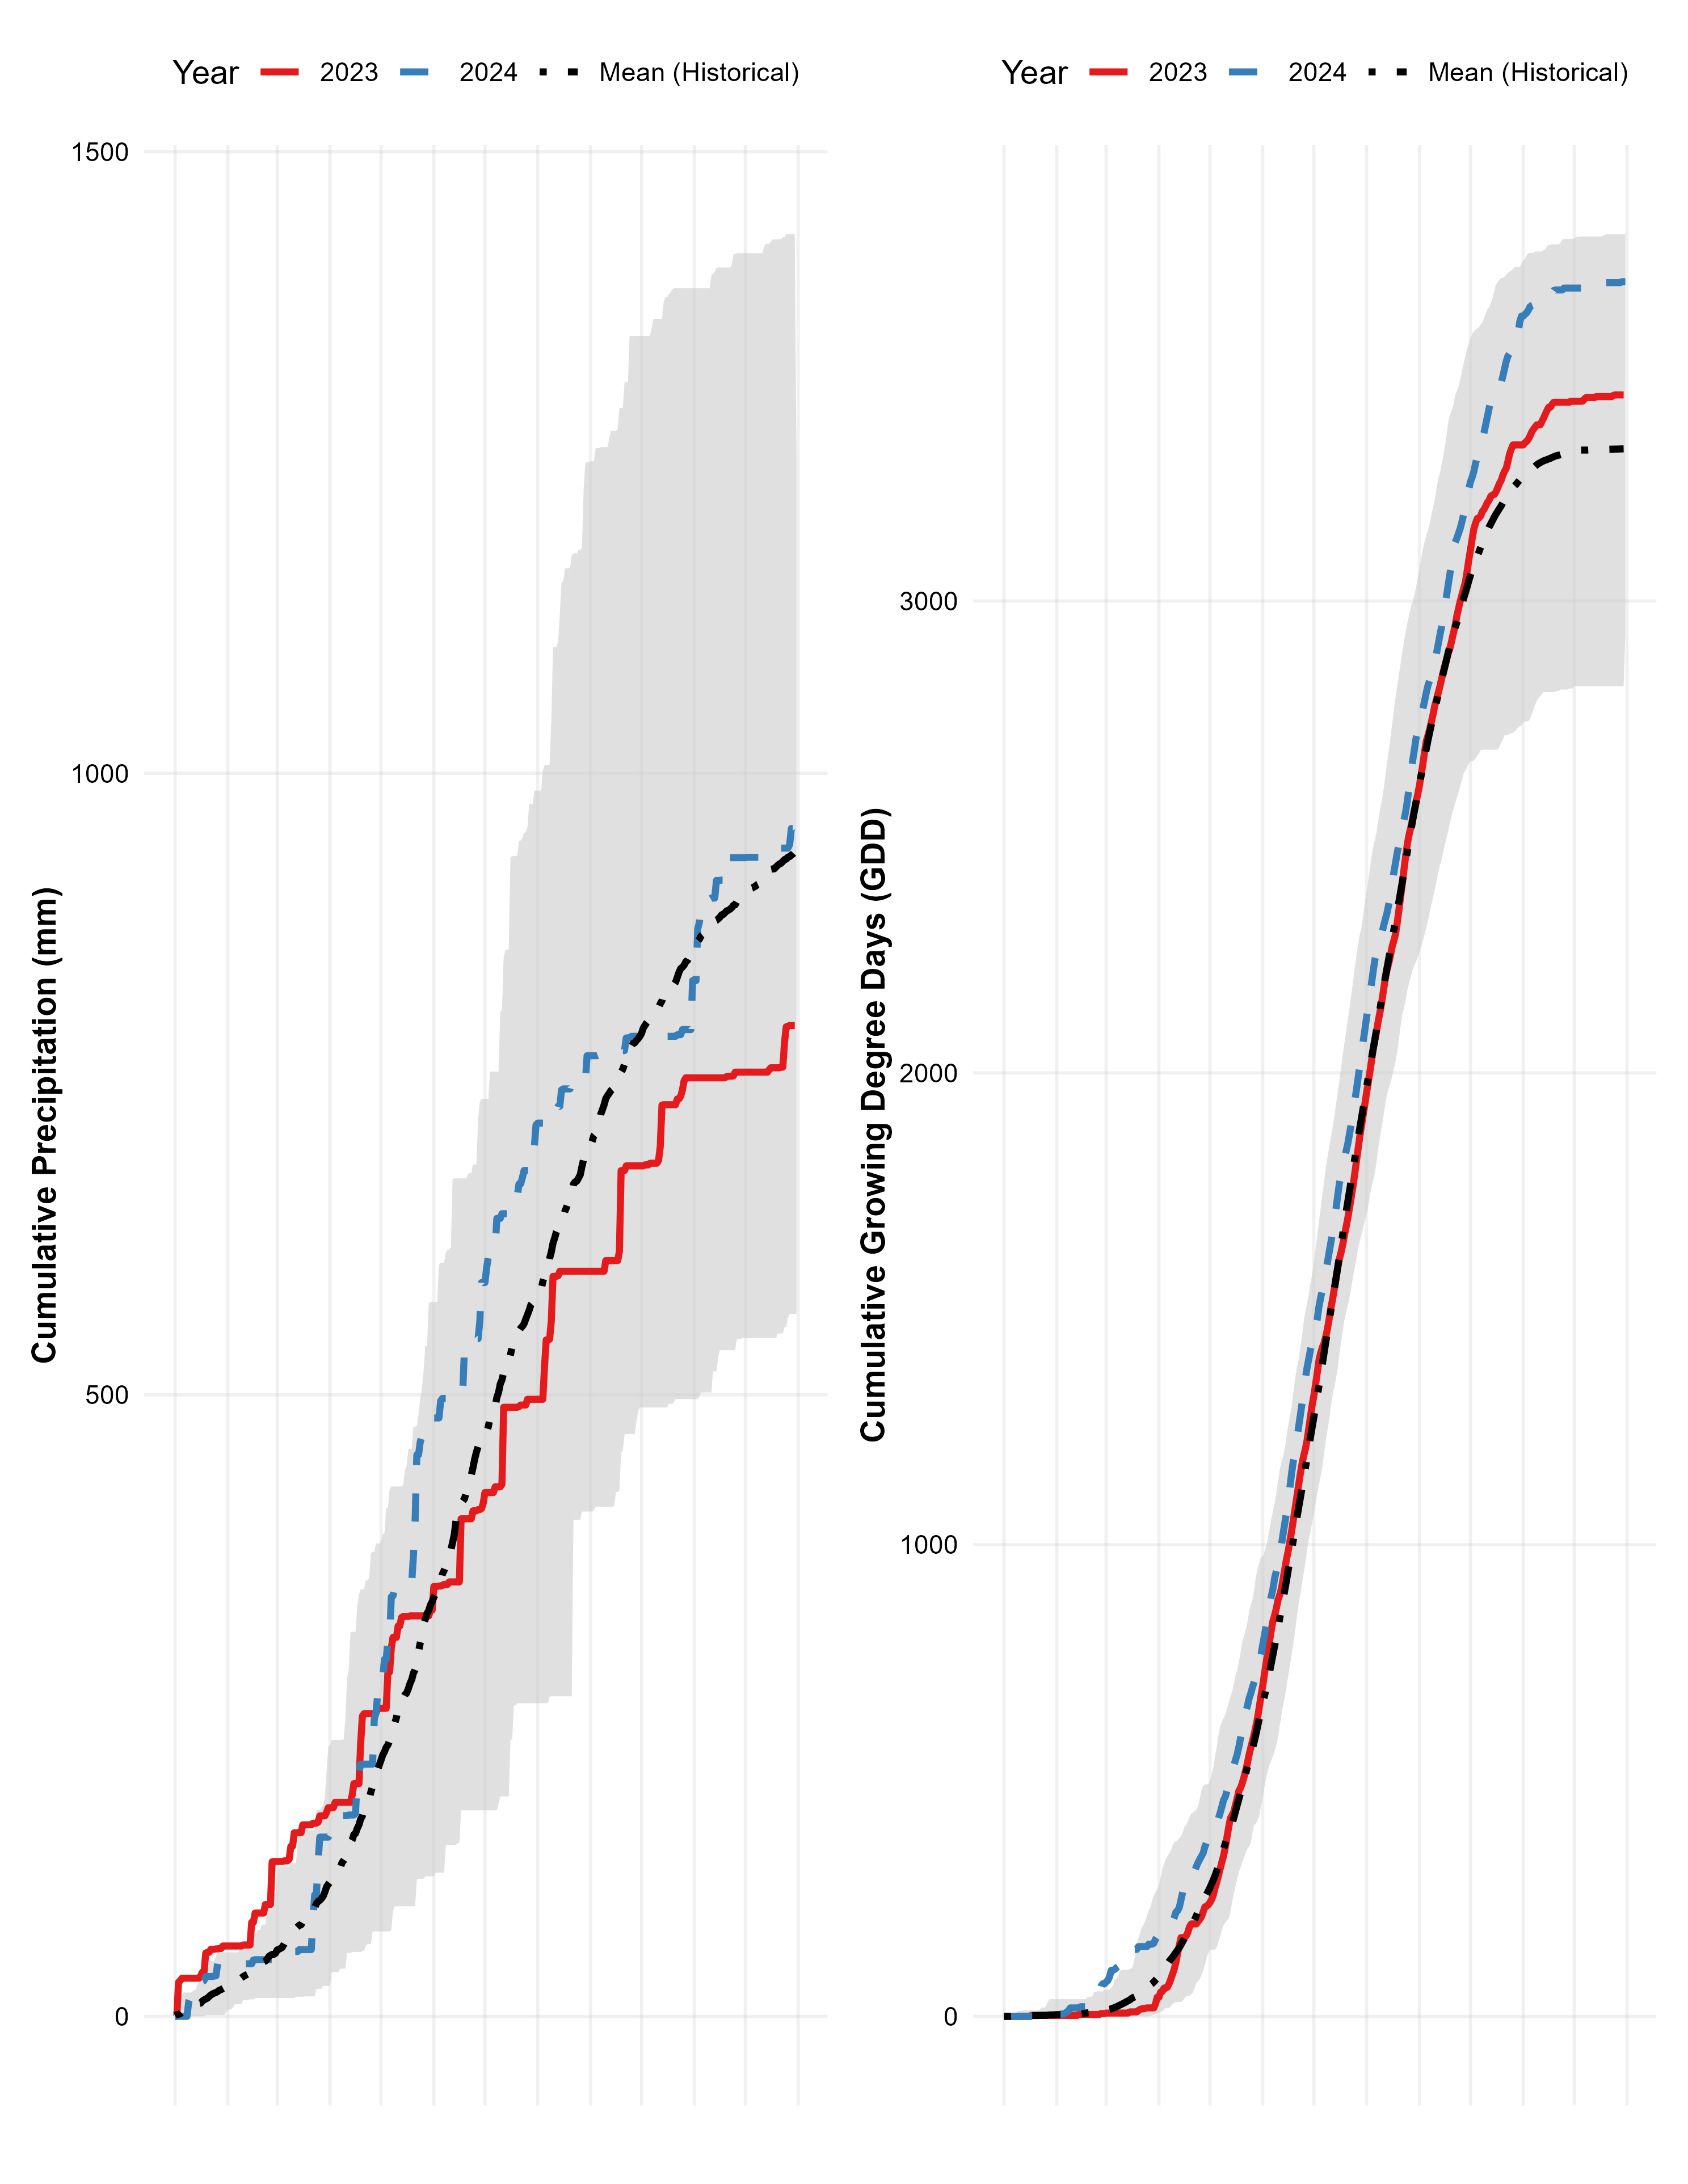 Year 2023 2024 Mean (Historical)
Year 2023 2024 Mean (Historical)
Cumulative Precipitation (mm)
1500
1000
500
0
Cumulative Growing Degree Days (GDD)
3000
2000
1000
0